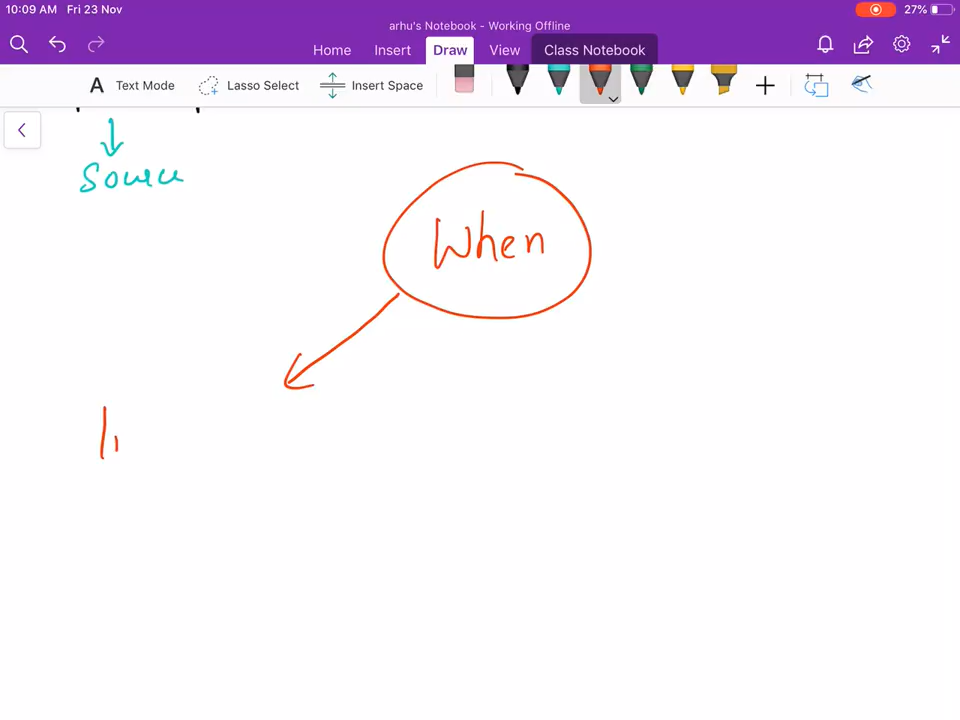 10:09 AM Fri 23 Nov
27%
arhu's Notebook - Working Offline
Home Insert Draw View Class Notebook
A Text Mode Lasso Select Insert Space
Source
When